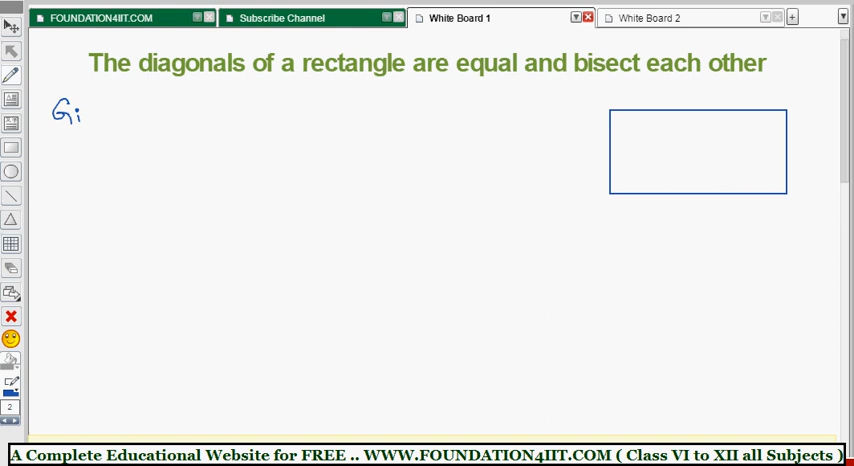 FOUNDATION4IIT.COM Subscribe Channel White Board 1 White Board 2
The diagonals of a rectangle are equal and bisect each other
Gi
2
A Complete Educational Website for FREE .. WWW.FOUNDATION4IIT.COM ( Class VI to XII all Subjects )